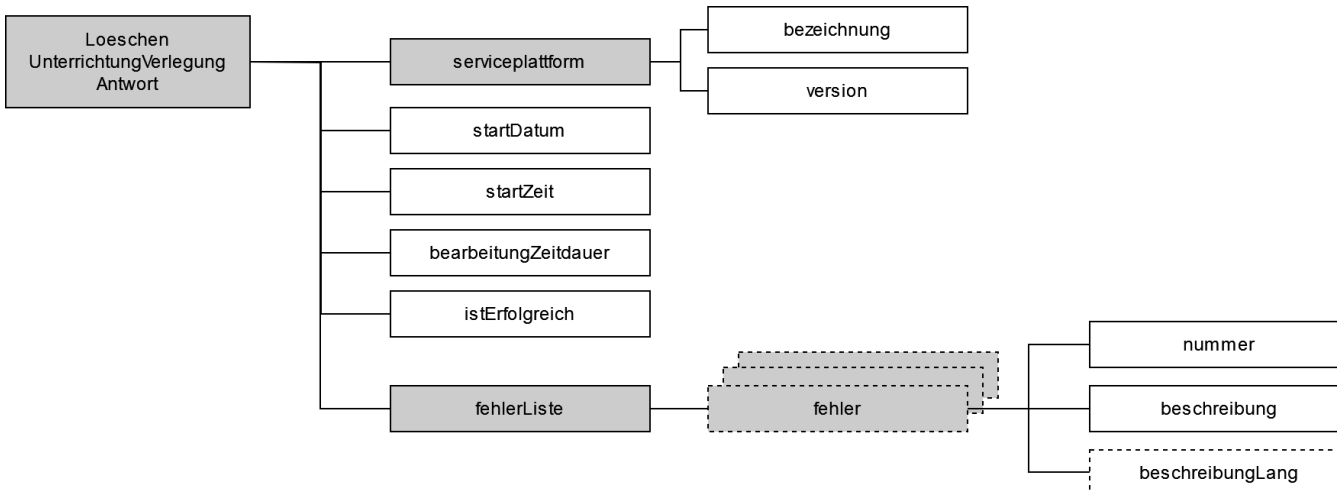 Loeschen
UnterrichtungVerlegung
Antwort
serviceplattform
bezeichnung
version
startDatum
startZeit
bearbeitungZeitdauer
istErfolgreich
fehlerListe
fehler
nummer
beschreibung
beschreibungLang